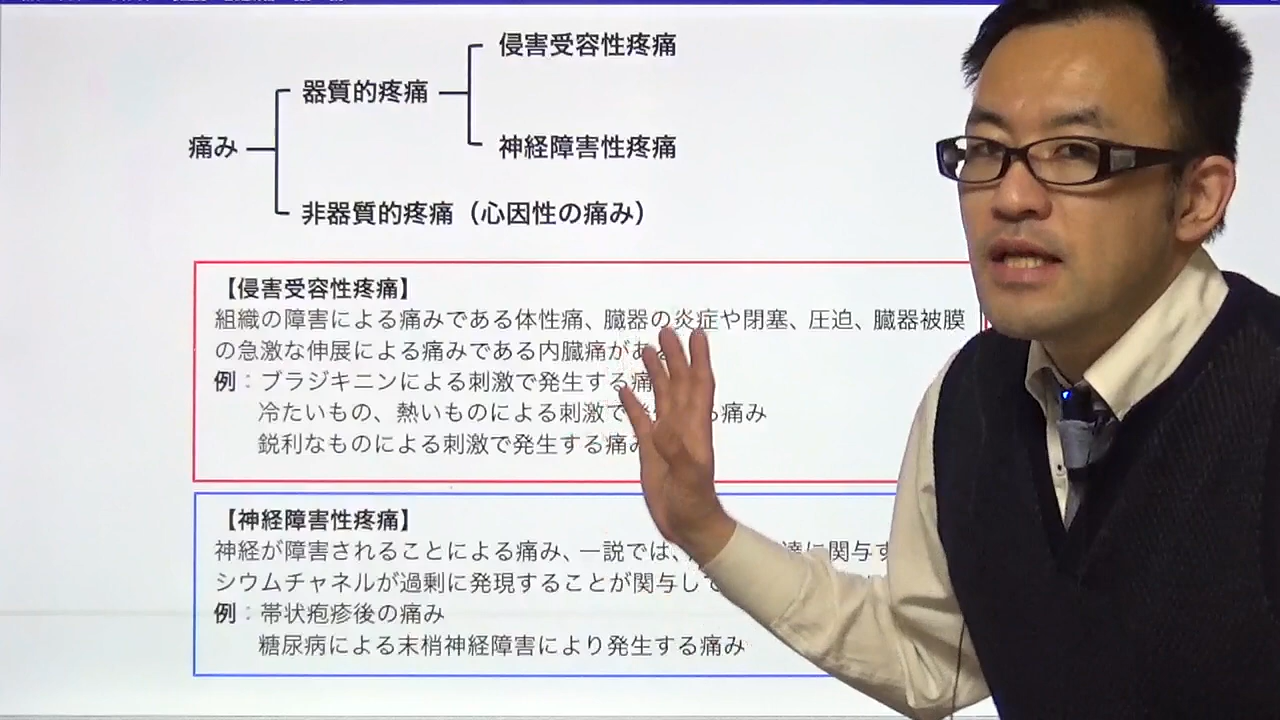 侵害受容性疼痛
器質的疼痛
痛み
神経障害性疼痛
非器質的疼痛（心因性の痛み）
【侵害受容性疼痛】
組織の障害による痛みである体性痛、臓器の炎症や閉塞、圧迫、臓器被膜
の急激な伸展による痛みである内臓痛がある
例：ブラジキニンによる刺激で発生する痛
冷たいもの、熱いものによる刺激で 痛み
鋭利なものによる刺激で発生する痛み
【神経障害性疼痛】
神経が障害されることによる痛み、一説では、 達に関与す
シウムチャネルが過剰に発現することが関与して
例：帯状疱疹後の痛み
糖尿病による末梢神経障害により発生する痛み